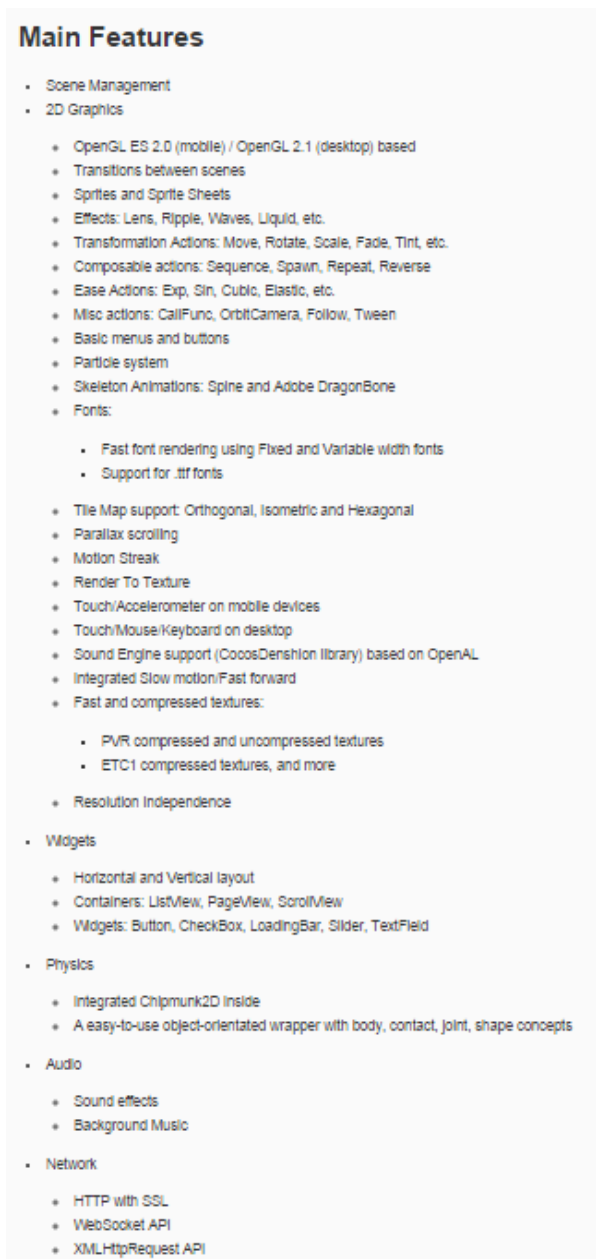 Main Features
Scene Management
2D Graphics
OpenGL ES 2.0 (mobile) / OpenGL 2.1 (desktop) based
Transitions between scenes
Sprites and Sprite Sheets
Effects: Lens, Ripple, Waves, Liquid, etc.
Transformation Actions: Move, Rotate, Scale, Fade, Tint, etc.
Composable actions: Sequence, Spawn, Repeat, Reverse
Ease Actions: Exp, Sin, Cubic, Elastic, etc.
Misc actions: CallFunc, OrbitCamera, Follow, Tween
Basic menus and buttons
Particle system
Skeleton Animations: Spine and Adobe DragonBone
Fonts:
Fast font rendering using Fixed and Variable width fonts
Support for .ttf fonts
Tile Map support: Orthogonal, Isometric and Hexagonal
Parallax scrolling
Motion Streak
Render To Texture
Touch/Accelerometer on mobile devices
Touch/Mouse/Keyboard on desktop
Sound Engine support (CocosDenshion library) based on OpenAL
Integrated Slow motion/Fast forward
Fast and compressed textures:
PVR compressed and uncompressed textures
ETC1 compressed textures, and more
Resolution Independence
Widgets
Horizontal and Vertical layout
Containers: ListView, PageView, ScrollView
Widgets: Button, CheckBox, LoadingBar, Slider, TextField
Physics
Integrated Chipmunk2D inside
A easy-to-use object-orientated wrapper with body, contact, joint, shape concepts
Audio
Sound effects
Background Music
Network
HTTP with SSL
WebSocket API
XMLHttpRequest API